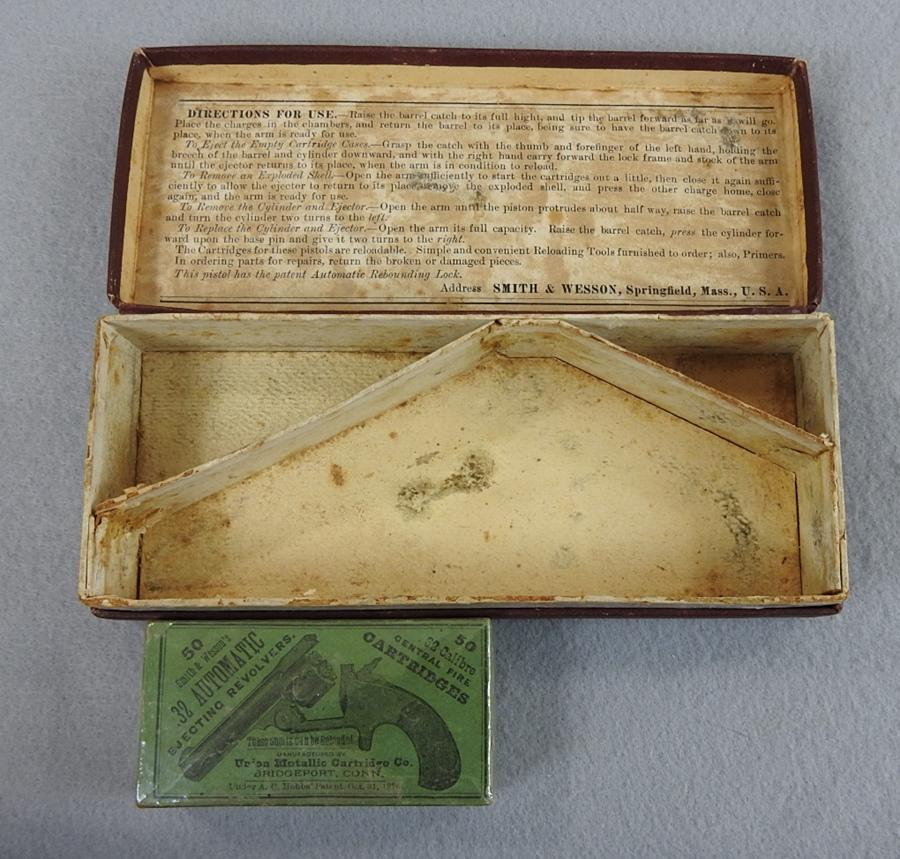 DIRECTIONS FOR USE.—Raise the barrel catch to its full hight, and tip the barrel forward as far as it will go.
Place the charges in the chambers, and return the barrel to its place, being sure to have the barrel catch down to its
place, when the arm is ready for use.
To Eject the Empty Cartridge Cases.—Grasp the catch with the thumb and forefinger of the left hand, holding the
breech of the barrel and cylinder downward, and with the right hand carry forward the lock frame and stock of the arm
until the ejector returns to its place, when the arm is in condition to reload.
To Remove an Exploded Shell.—Open the arm sufficiently to start the cartridges out a little, then close it again suffi-
ciently to allow the ejector to return to its place, remove the exploded shell, and press the other charge home, close
again, and the arm is ready for use.
To Remove the Cylinder and Ejector.—Open the arm until the piston protrudes about half way, raise the barrel catch
and turn the cylinder two turns to the left.
To Replace the Cylinder and Ejector.—Open the arm its full capacity. Raise the barrel catch, press the cylinder for-
ward upon the base pin and give it two turns to the right.
The Cartridges for these pistols are reloadable. Simple and convenient Reloading Tools furnished to order; also, Primers.
In ordering parts for repairs, return the broken or damaged pieces.
This pistol has the patent Automatic Rebounding Lock.
Address SMITH & WESSON, Springfield, Mass., U. S. A.
50
Smith & Wesson's
.32 AUTOMATIC
EJECTING REVOLVERS.
50
32 Calibre
CENTRAL FIRE
CARTRIDGES
These Shells can be Reloaded
MANUFACTURED BY
Union Metallic Cartridge Co.
BRIDGEPORT, CONN.
Under A. C. Hobbs' Patent, Oct. 31,